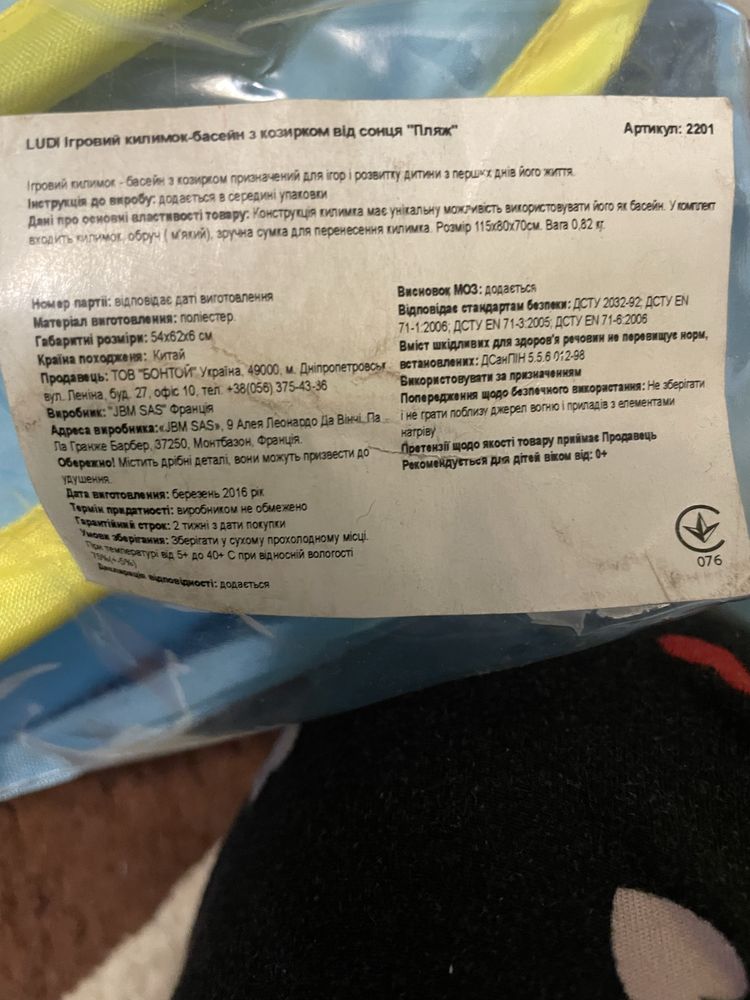 LUDI Ігровий килимок-басейн з козирком від сонця "Пляж"
Артикул: 2201
Ігровий килимок - басейн з козирком призначений для ігор і розвитку дитини з перших днів його життя.
Інструкція до виробу: додається в середині упаковки
Дані про основні властивості товару: Конструкція килимка має унікальну можливість використовувати його як басейн. У комплект
входить килимок, обруч ( м'який), зручна сумка для перенесення килимка. Розмір 115х80х70см. Вага 0,82 кг.
Номер партії: відповідає даті виготовлення
Матеріал виготовлення: поліестер.
Габаритні розміри: 54х62х6 см
Країна походженя: Китай
Продавець: ТОВ "БОНТОЙ" Україна, 49000, м. Дніпропетровськ
вул. Леніна, буд. 27, офіс 10, тел. +38(056) 375-43-36
Виробник: "JBM SAS" Франція
Адреса виробника:«JBM SAS», 9 Алея Леонардо Да Вінчі, Па
Ла Гранже Барбер, 37250, Монтбазон, Франція.
Обережно! Містить дрібні деталі, вони можуть призвести до
удушення.
Дата виготовлення: березень 2016 рік
Термін придатності: виробником не обмежено
Гарантійний строк: 2 тижні з дати покупки
Умови зберігання: Зберігати у сухому прохолодному місці.
При температурі від 5+ до 40+ С при відносній вологості
75%(+-5%)
Декларація відповідності: додається
Висновок МОЗ: додається
Відповідає стандартам безпеки: ДСТУ 2032-92; ДСТУ EN
71-1:2006; ДСТУ EN 71-3:2005; ДСТУ EN 71-6:2006
Вміст шкідливих для здоров'я речовин не перевищує норм,
встановлених: ДСанПІН 5.5.6 012-98
Використовувати за призначенням
Попередження щодо безпечного використання: Не зберігати
і не грати поблизу джерел вогню і приладів з елементами
нагріву
Претензії щодо якості товару приймає Продавець
Рекомендується для дітей віком від: 0+
076